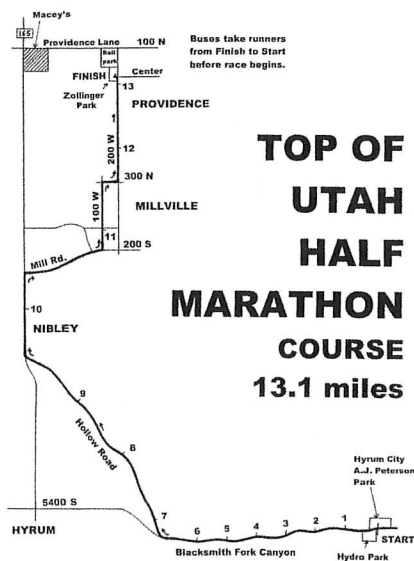 Macey's
165
Providence Lane
100 N
Buses take runners
from Finish to Start
before race begins.
Ball
park
FINISH
Center
Zollinger
Park
13
PROVIDENCE
200 W
12
300 N
100 W
MILLVILLE
11
200 S
Mill Rd.
10
NIBLEY
TOP OF
UTAH
HALF
MARATHON
COURSE
13.1 miles
9
Hollow Road
8
Hyrum City
A.J. Peterson
Park
5400 S
7
6
5
4
3
2
1
START
HYRUM
Blacksmith Fork Canyon
Hydro Park